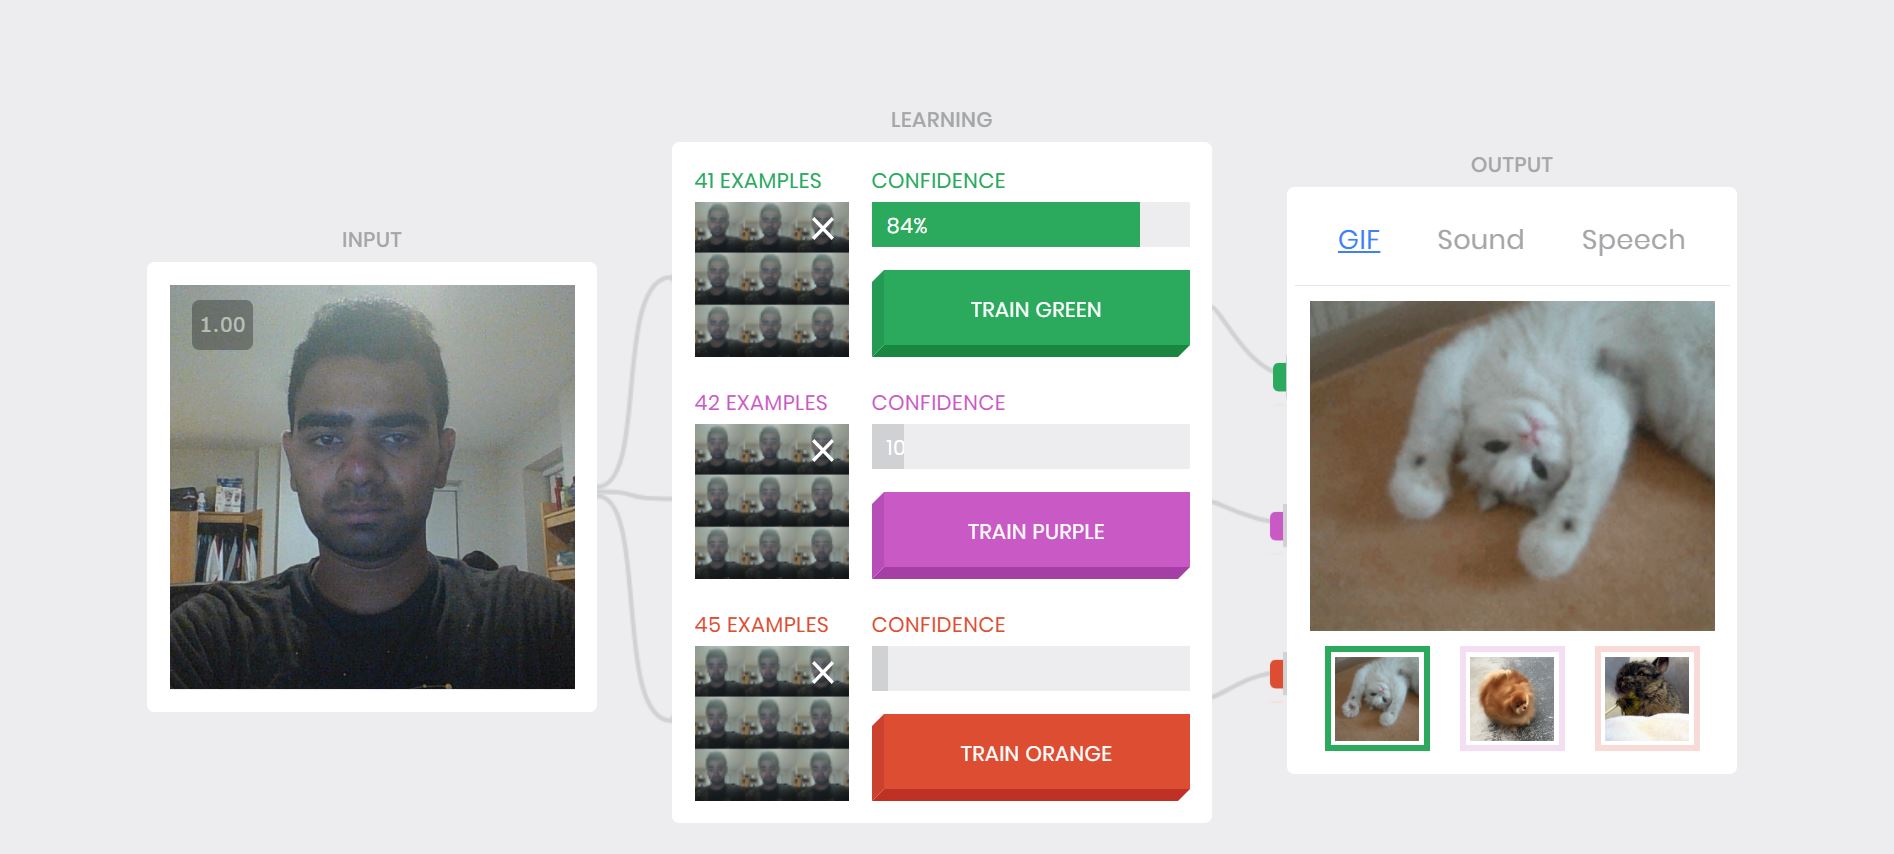 INPUT
1.00
LEARNING
41 EXAMPLES
CONFIDENCE
84%
TRAIN GREEN
42 EXAMPLES
CONFIDENCE
10
TRAIN PURPLE
45 EXAMPLES
CONFIDENCE
TRAIN ORANGE
OUTPUT
GIF Sound Speech